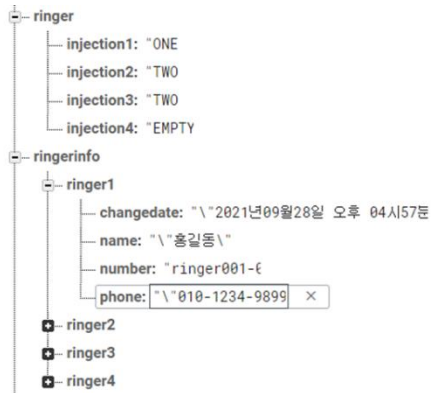 ringer
injection1: "ONE
injection2: "TWO
injection3: "TWO
injection4: "EMPTY
ringerinfo
ringer1
changedate: "\"2021년09월28일 오후 04시57분
name: "\"홍길동\"
number: "ringer001-6
phone: "\"010-1234-9899
ringer2
ringer3
ringer4